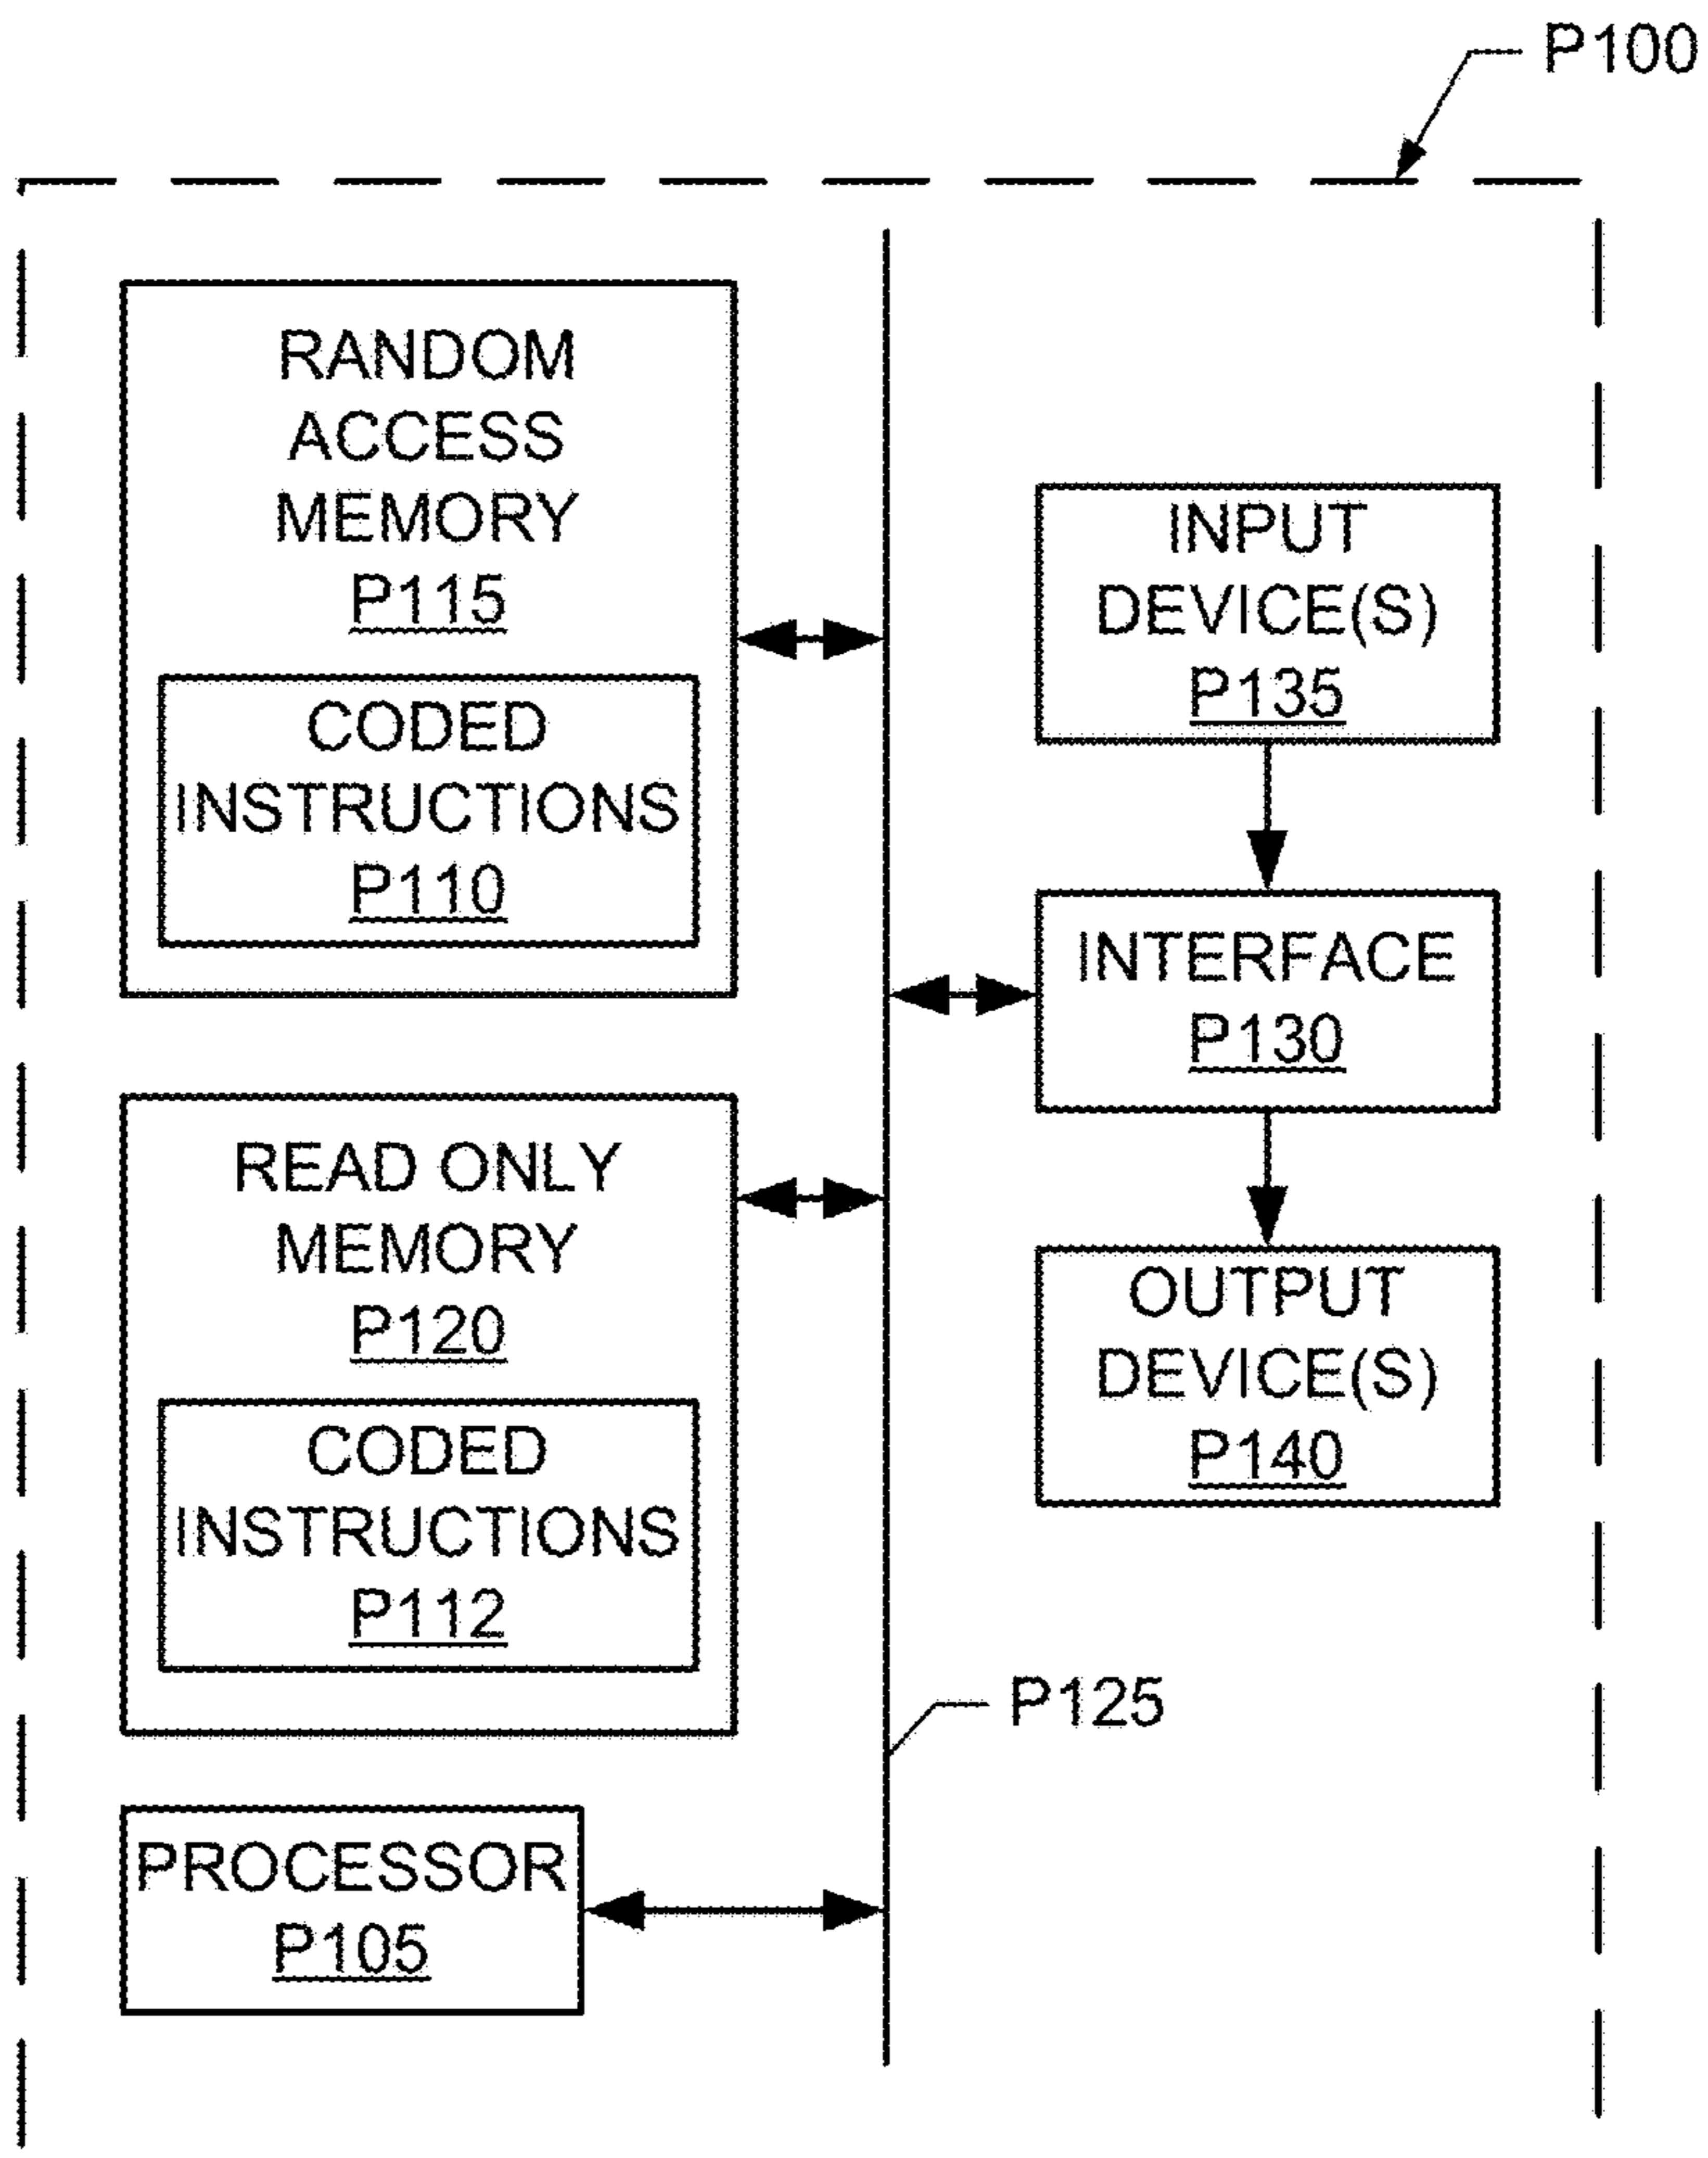 P100
RANDOM
ACCESS
MEMORY
P115
CODED
INSTRUCTIONS
P110
READ ONLY
MEMORY
P120
CODED
INSTRUCTIONS
P112
PROCESSOR
P105
INPUT
DEVICE(S)
P135
INTERFACE
P130
OUTPUT
DEVICE(S)
P140
P125